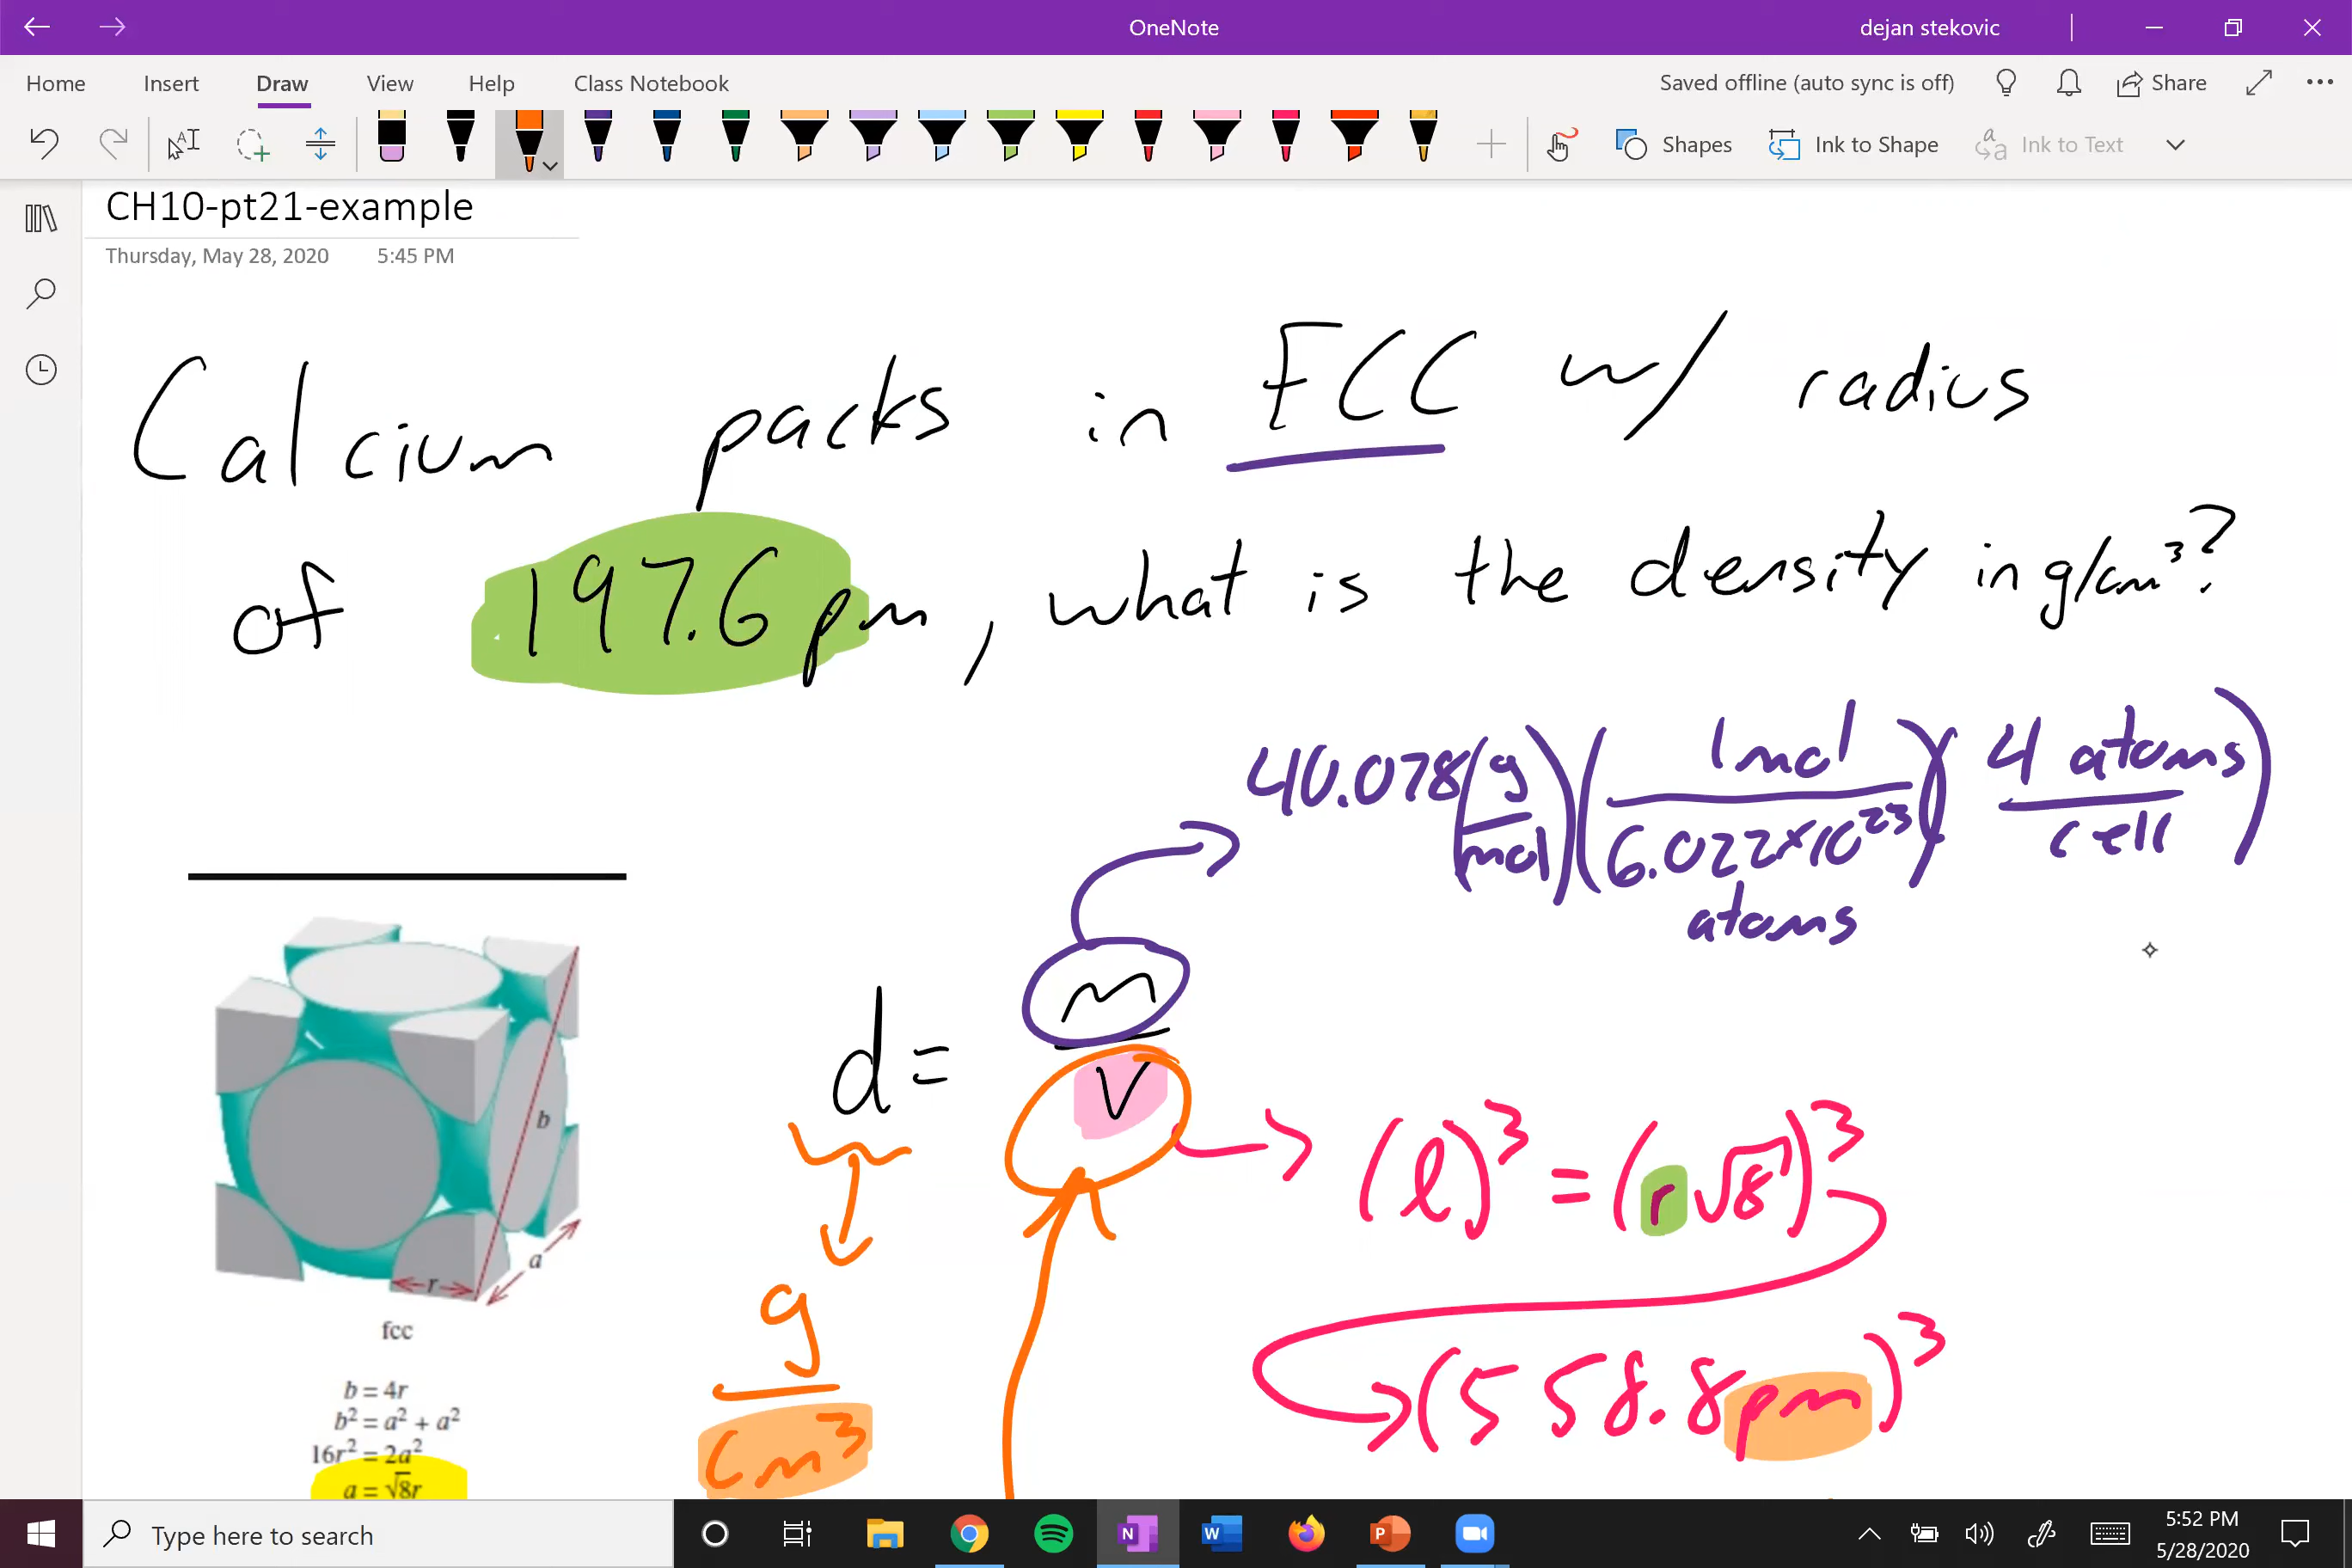 OneNote
dejan stekovic
Home Insert Draw View Help Class Notebook
Saved offline (auto sync is off) Share
Shapes Ink to Shape Ink to Text
CH10-pt21-example
Thursday, May 28, 2020 5:45 PM
Calcium packs in FCC w/ radius
of 197.6 pm, what is the density in g/cm³?
40.078 (g/mol) (1 mol / 6.022×10²³ atoms) (4 atoms / cell)
d = m/V
(l)³ = (r√8)³
(558.8pm)³
g/cm³
b
a
r
fcc
b = 4r
b² = a² + a²
16r² = 2a²
a = √8r
Type here to search
5:52 PM
5/28/2020